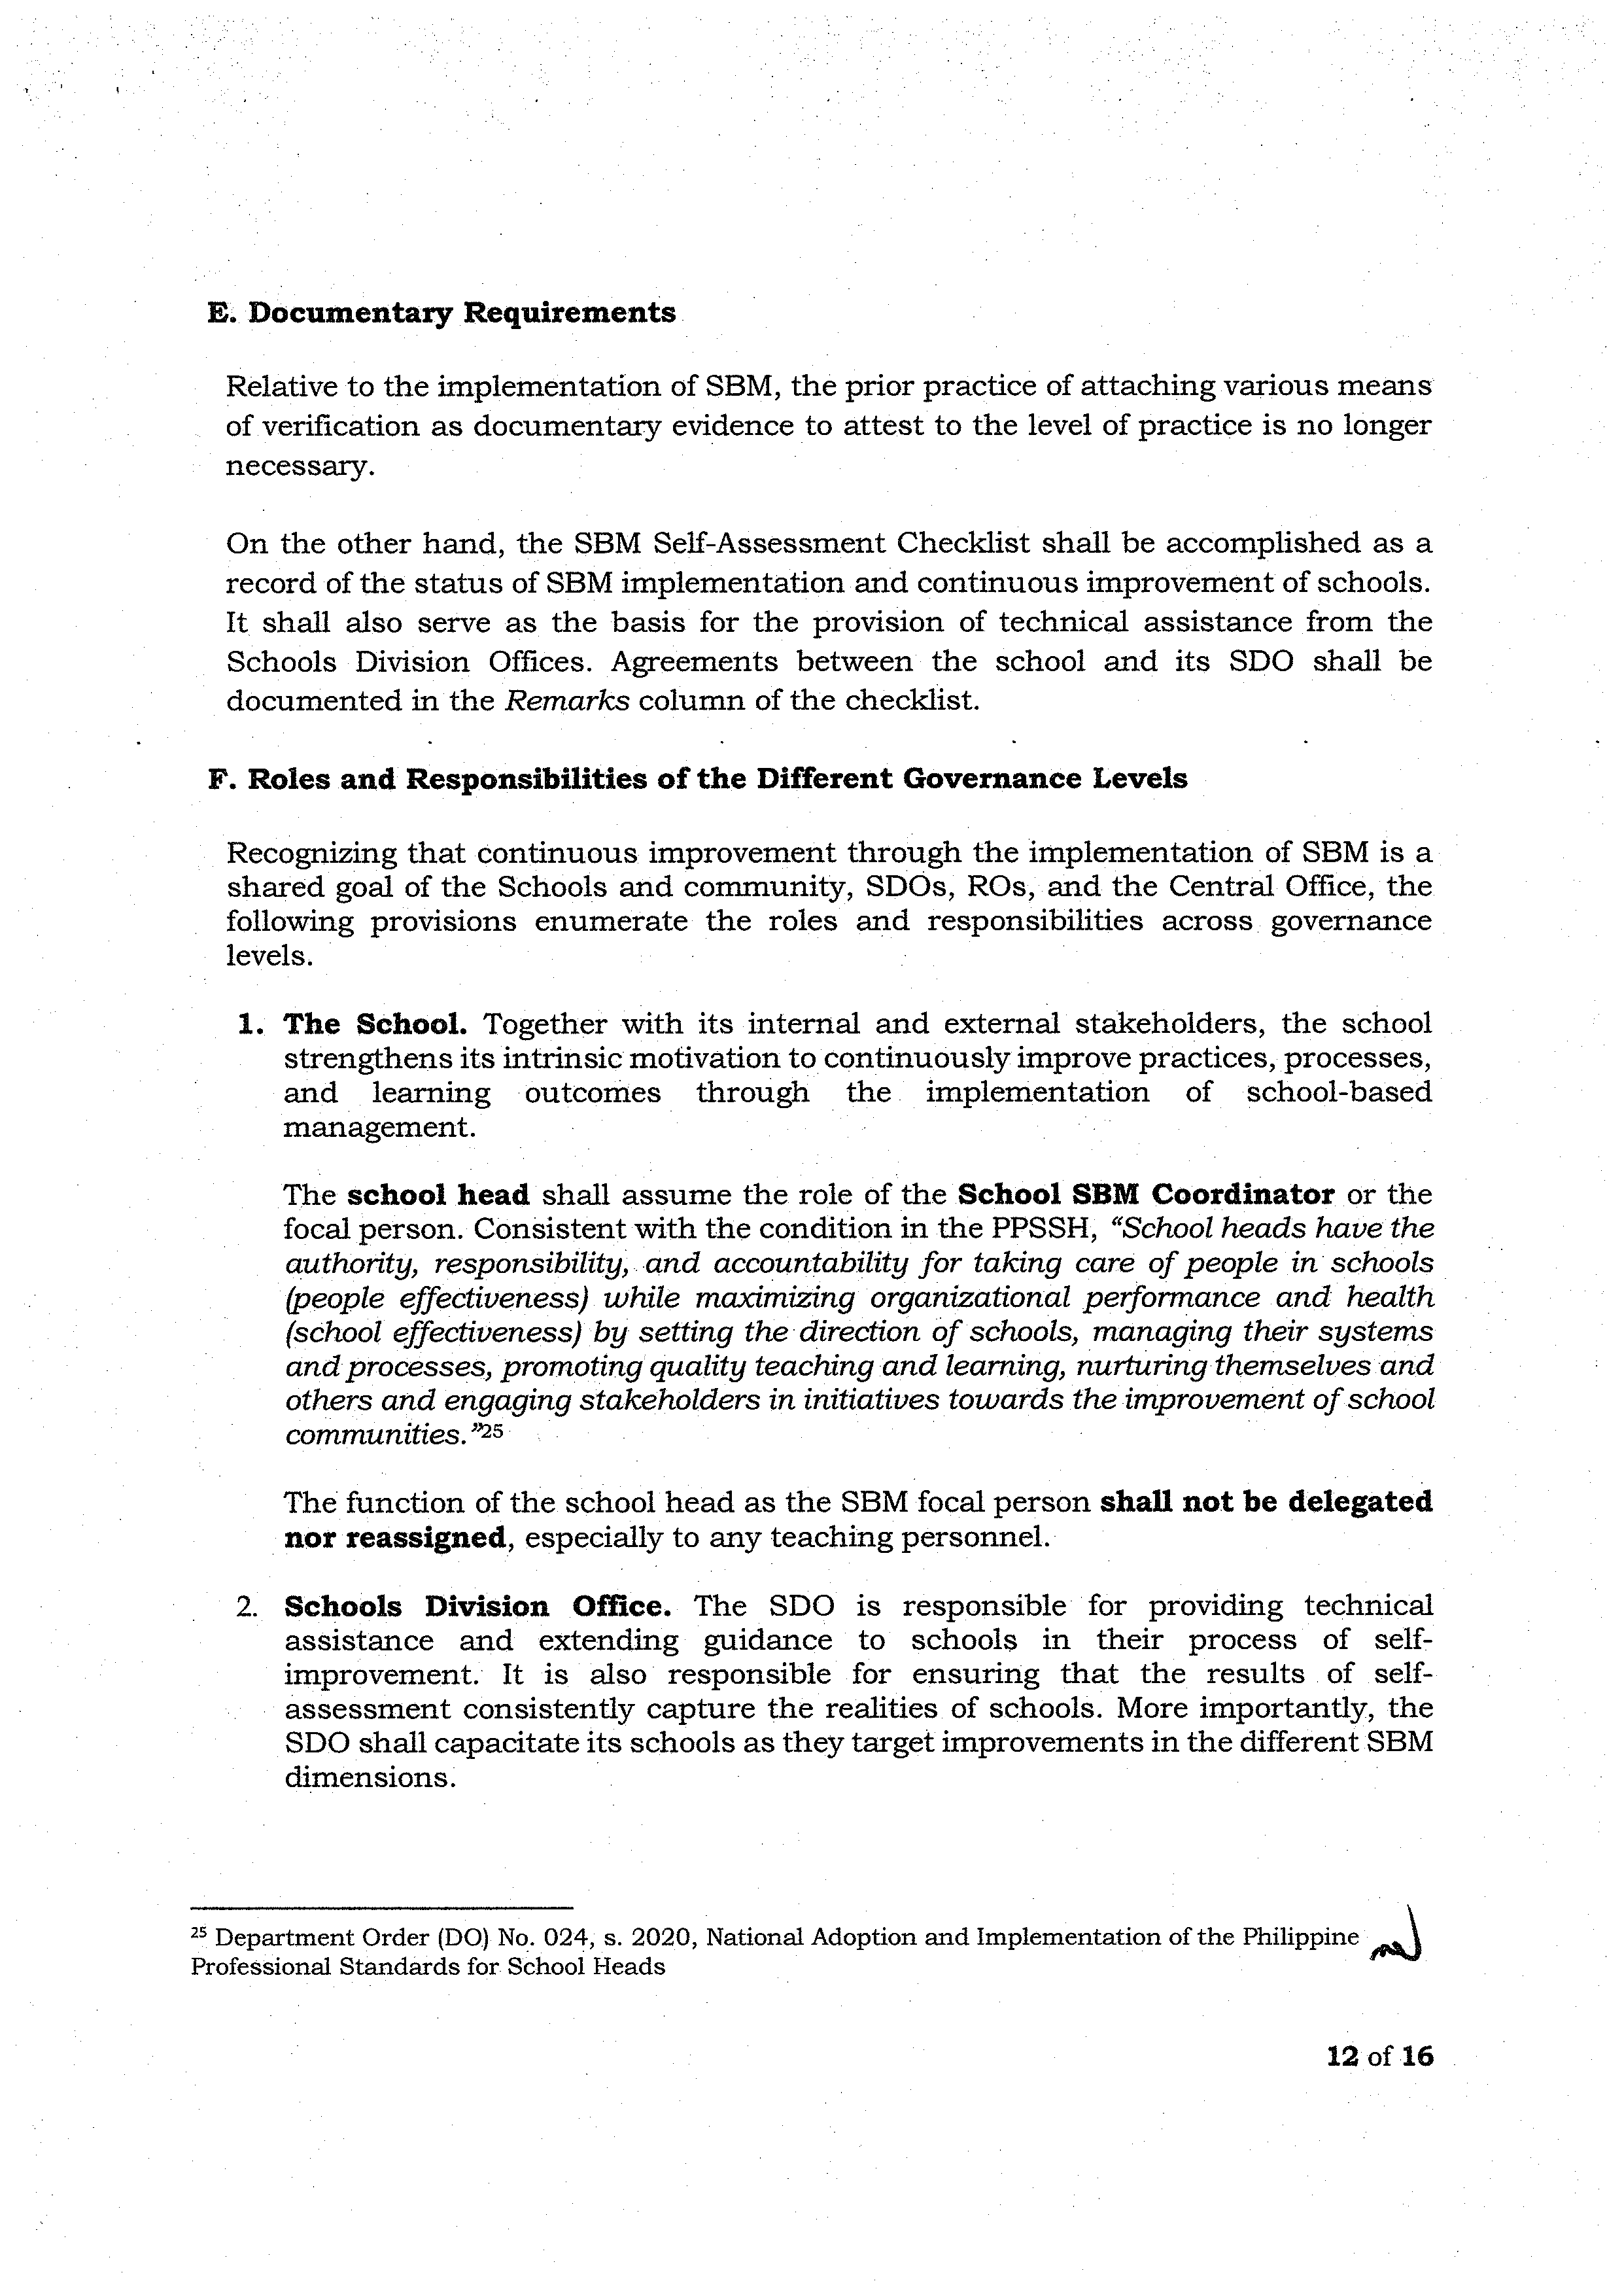 E. Documentary Requirements
Relative to the implementation of SBM, the prior practice of attaching various means
of verification as documentary evidence to attest to the level of practice is no longer
necessary.
On the other hand, the SBM Self-Assessment Checklist shall be accomplished as a
record of the status of SBM implementation and continuous improvement of schools.
It shall also serve as the basis for the provision of technical assistance from the
Schools Division Offices. Agreements between the school and its SDO shall be
documented in the Remarks column of the checklist.
F. Roles and Responsibilities of the Different Governance Levels
Recognizing that continuous improvement through the implementation of SBM is a
shared goal of the Schools and community, SDOs, ROs, and the Central Office, the
following provisions enumerate the roles and responsibilities across governance
levels.
1. The School. Together with its internal and external stakeholders, the school
strengthens its intrinsic motivation to continuously improve practices, processes,
and learning outcomes through the implementation of school-based
management.
The school head shall assume the role of the School SBM Coordinator or the
focal person. Consistent with the condition in the PPSSH, “School heads have the
authority, responsibility, and accountability for taking care of people in schools
(people effectiveness) while maximizing organizational performance and health
(school effectiveness) by setting the direction of schools, managing their systems
and processes, promoting quality teaching and learning, nurturing themselves and
others and engaging stakeholders in initiatives towards the improvement of school
communities.”25
The function of the school head as the SBM focal person shall not be delegated
nor reassigned, especially to any teaching personnel.
2. Schools Division Office. The SDO is responsible for providing technical
assistance and extending guidance to schools in their process of self-
improvement. It is also responsible for ensuring that the results of self-
assessment consistently capture the realities of schools. More importantly, the
SDO shall capacitate its schools as they target improvements in the different SBM
dimensions.
25 Department Order (DO) No. 024, s. 2020, National Adoption and Implementation of the Philippine
Professional Standards for School Heads
12 of 16